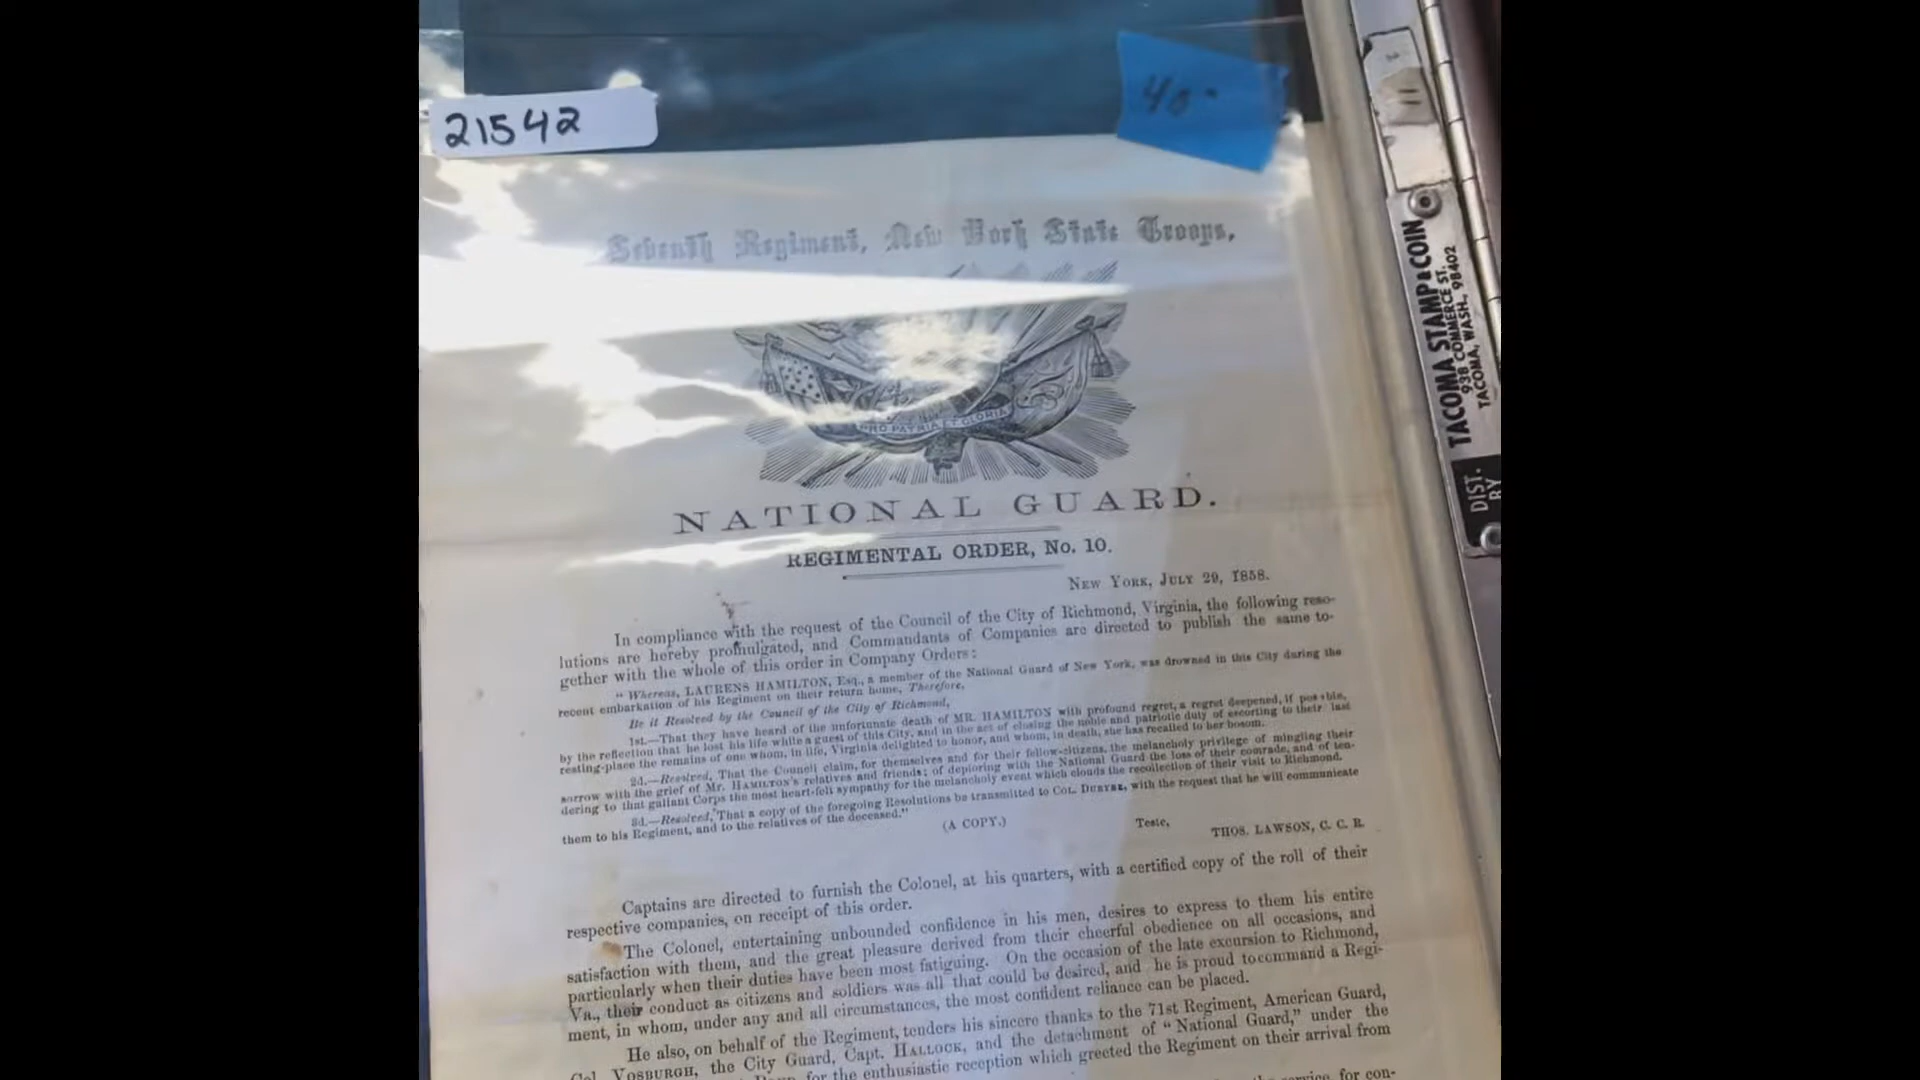 21542
40-
Seventh Regiment, New York State Troops,
PRO PATRIA ET GLORIA
NATIONAL GUARD.
REGIMENTAL ORDER, No. 10.
NEW YORK, JULY 29, 1858.
In compliance with the request of the Council of the City of Richmond, Virginia, the following reso-
lutions are hereby promulgated, and Commandants of Companies are directed to publish the same to-
gether with the whole of this order in Company Orders:
"Whereas, LAURENS HAMILTON, Esq., a member of the National Guard of New York, was drowned in this City during the
recent embarkation of his Regiment on their return home, Therefore,
Be it Resolved by the Council of the City of Richmond,
1st.—That they have heard of the unfortunate death of MR. HAMILTON with profound regret, a regret deepened, if possible,
by the reflection that he lost his life while a guest of this City, and in the act of closing the noble and patriotic duty of escorting to their last
resting-place the remains of one whom, in life, Virginia delighted to honor, and whom, in death, she has recalled to her bosom.
2d.—Resolved, That the Council claim, for themselves and for their fellow-citizens, the melancholy privilege of mingling their
sorrow with the grief of Mr. HAMILTON'S relatives and friends; of deploring with the National Guard the loss of their comrade, and of ten-
dering to that gallant Corps the most heart-felt sympathy for the melancholy event which clouds the recollection of their visit to Richmond.
3d.—Resolved, That a copy of the foregoing Resolutions be transmitted to COL. DURYEE, with the request that he will communicate
them to his Regiment, and to the relatives of the deceased."
(A COPY.) Teste,
THOS. LAWSON, C. C. R.
Captains are directed to furnish the Colonel, at his quarters, with a certified copy of the roll of their
respective companies, on receipt of this order.
The Colonel, entertaining unbounded confidence in his men, desires to express to them his entire
satisfaction with them, and the great pleasure derived from their cheerful obedience on all occasions, and
particularly when their duties have been most fatiguing. On the occasion of the late excursion to Richmond,
Va., their conduct as citizens and soldiers was all that could be desired, and he is proud to command a Regi-
ment, in whom, under any and all circumstances, the most confident reliance can be placed.
He also, on behalf of the Regiment, tenders his sincere thanks to the 71st Regiment, American Guard,
Col. VOSBURGH, the City Guard, Capt. HALLOCK, and the detachment of "National Guard," under the
for the enthusiastic reception which greeted the Regiment on their arrival from
service, for con-
TACOMA STAMP & COIN
938 COMMERCE ST.
TACOMA, WASH., 98402
DIST.
BY